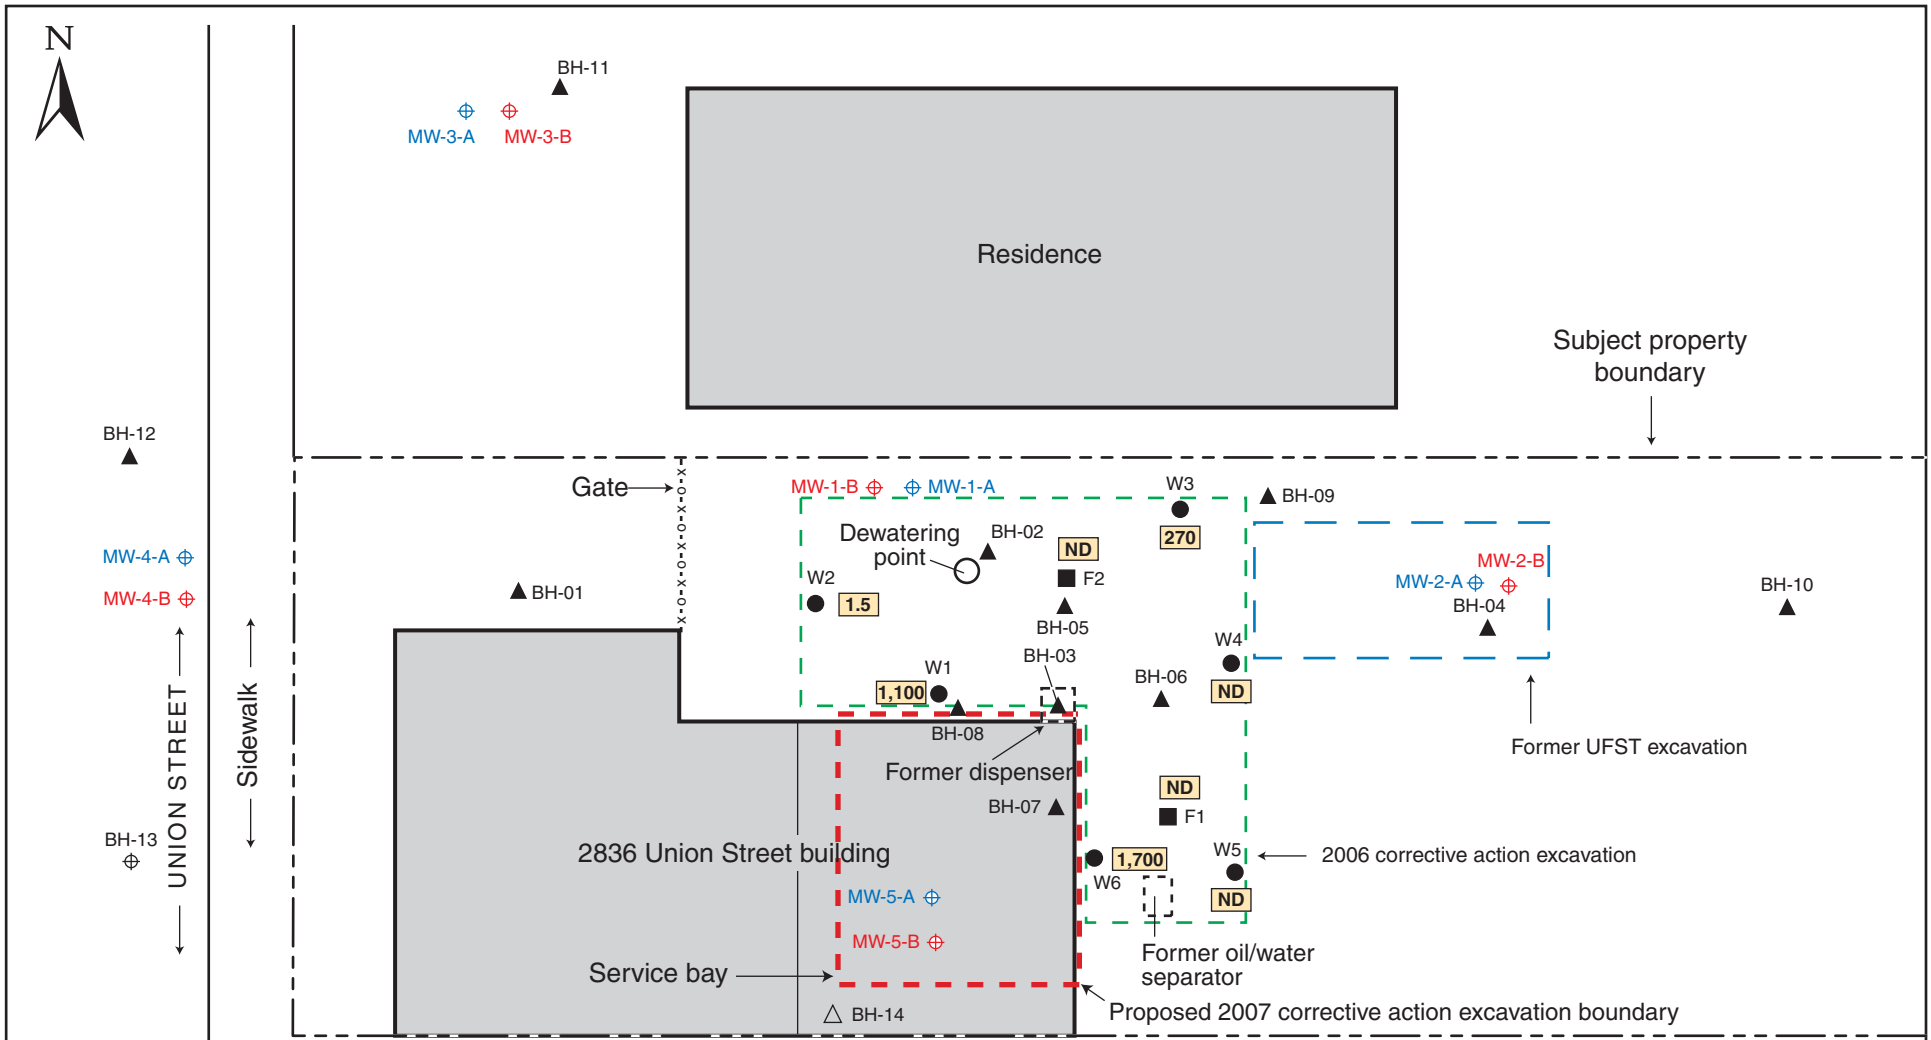 N
BH-11
MW-3-A
MW-3-B
Residence
Subject property
boundary
BH-12
Gate
MW-1-B
MW-1-A
W3
BH-09
270
Dewatering
point
BH-02
ND
F2
MW-4-A
MW-4-B
BH-01
W2
1.5
BH-05
MW-2-B
MW-2-A
BH-04
BH-10
W4
ND
W1
1,100
BH-03
BH-06
BH-08
Former dispenser
Former UFST excavation
UNION STREET
Sidewalk
BH-07
ND
F1
BH-13
2836 Union Street building
1,700
W6
W5
ND
2006 corrective action excavation
MW-5-A
MW-5-B
Former oil/water
separator
Service bay
BH-14
Proposed 2007 corrective action excavation boundary